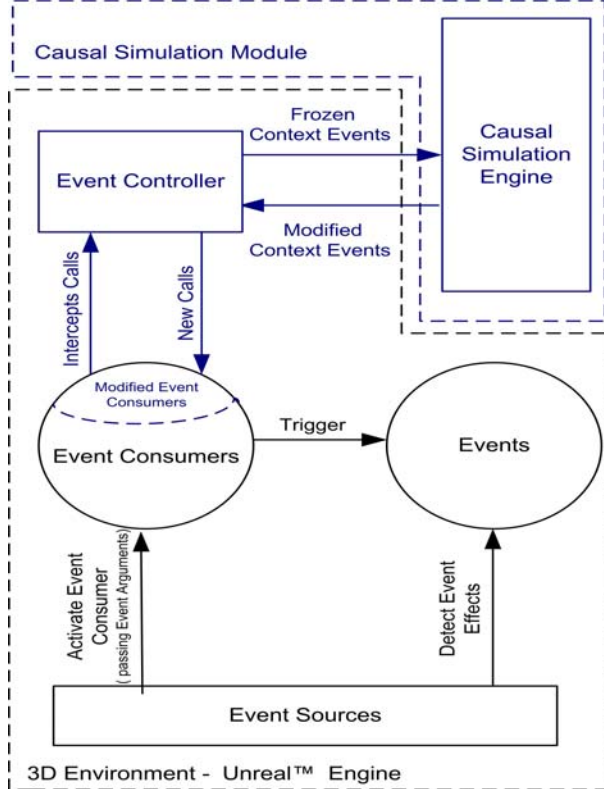 Causal Simulation Module
Frozen
Context Events
Causal
Simulation
Engine
Event Controller
Modified
Context Events
Intercepts Calls
New Calls
Modified Event
Consumers
Event Consumers
Trigger
Events
Activate Event
Consumer
( passing Event Arguments)
Detect Event
Effects
Event Sources
3D Environment - Unreal™ Engine